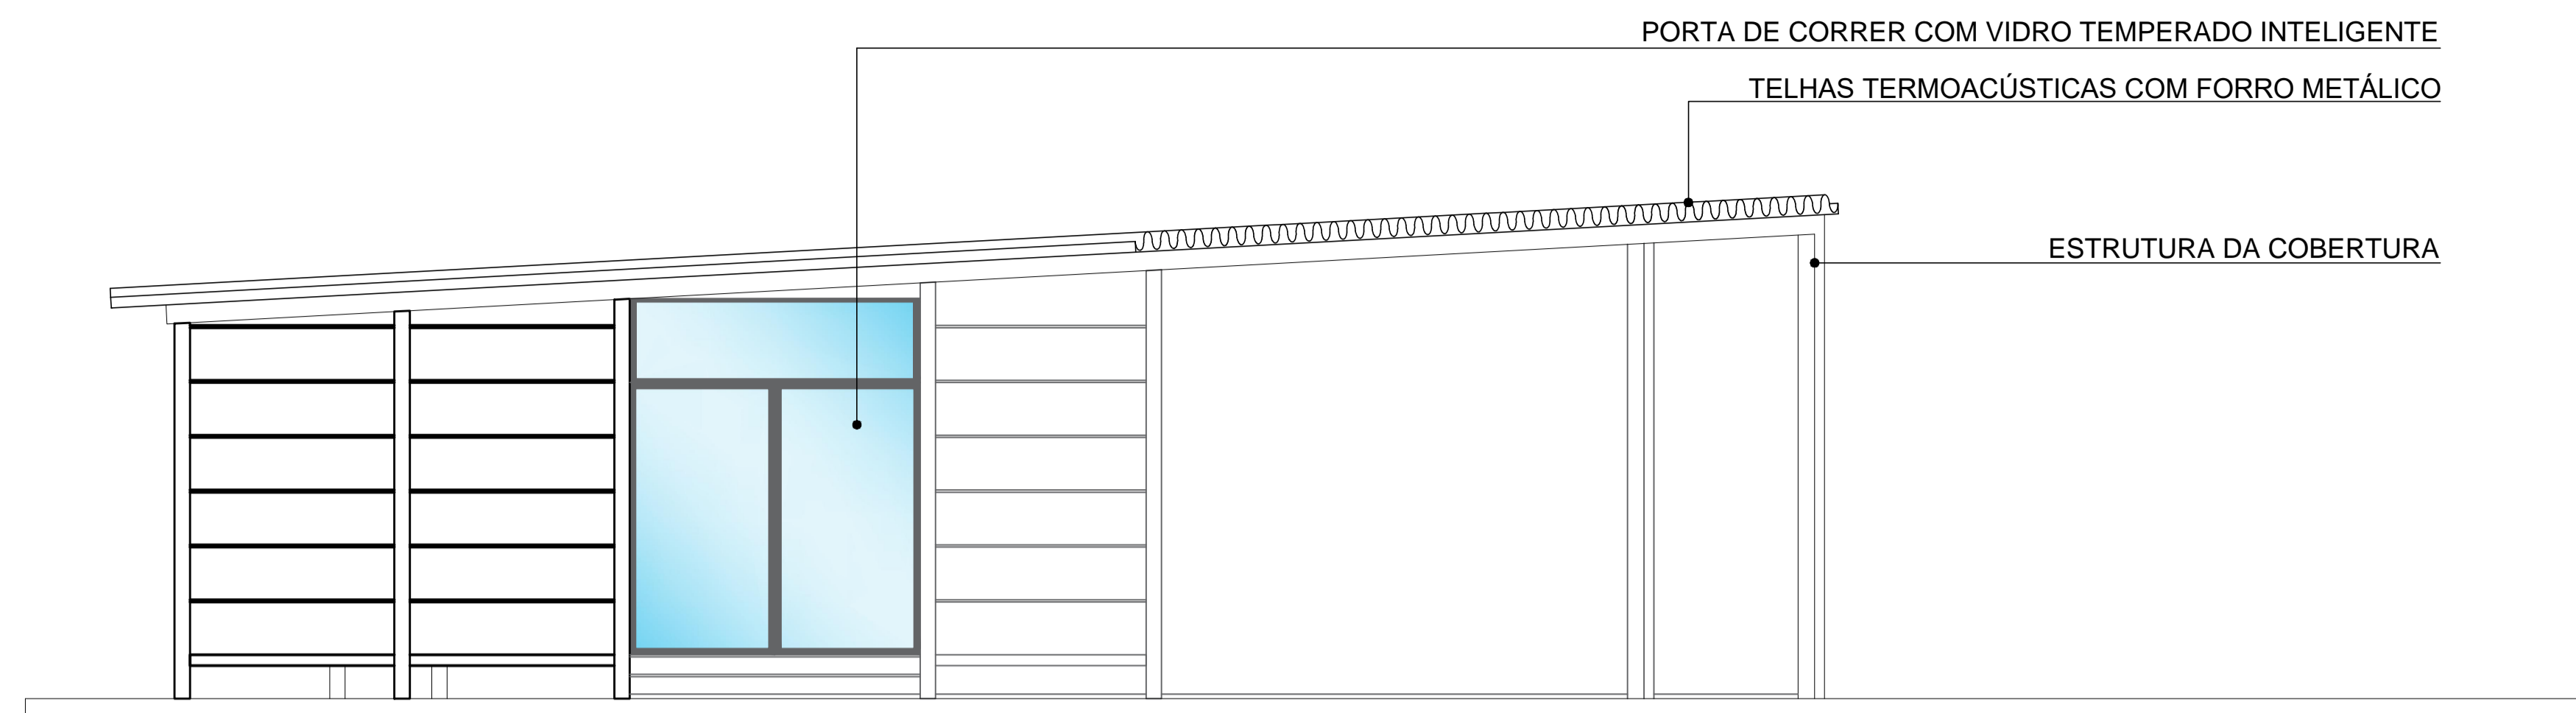 PORTA DE CORRER COM VIDRO TEMPERADO INTELIGENTE
TELHAS TERMOACÚSTICAS COM FORRO METÁLICO
ESTRUTURA DA COBERTURA